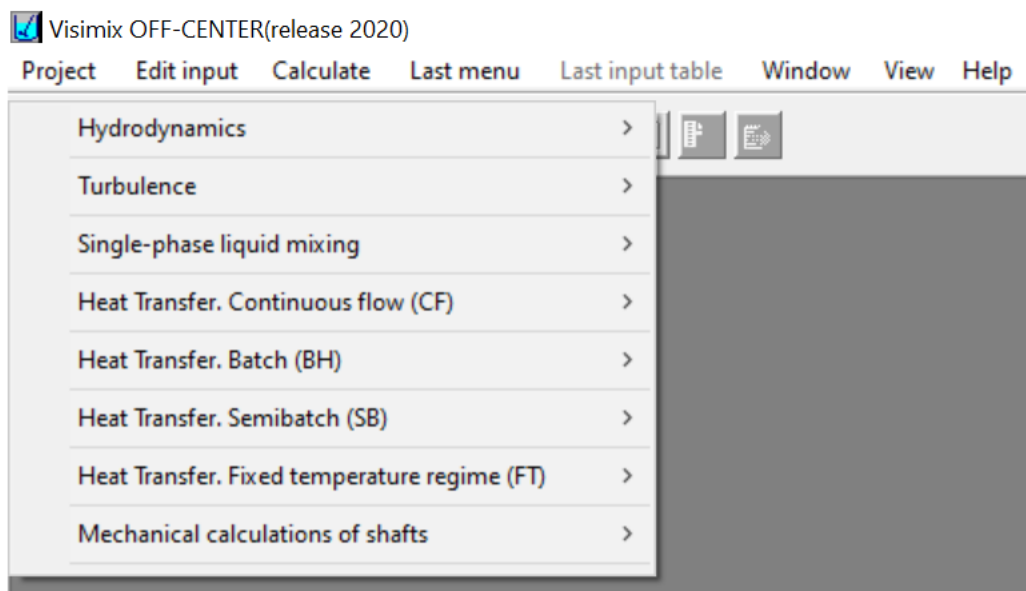 Visimix OFF-CENTER(release 2020)
Project Edit input Calculate Last menu Last input table Window View Help
Hydrodynamics
Turbulence
Single-phase liquid mixing
Heat Transfer. Continuous flow (CF)
Heat Transfer. Batch (BH)
Heat Transfer. Semibatch (SB)
Heat Transfer. Fixed temperature regime (FT)
Mechanical calculations of shafts